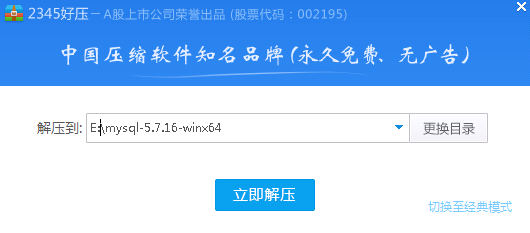 2345好压 – A股上市公司荣誉出品 (股票代码：002195)
中国压缩软件知名品牌(永久免费、无广告)
解压到: E:\mysql-5.7.16-winx64 更换目录
立即解压
切换至经典模式